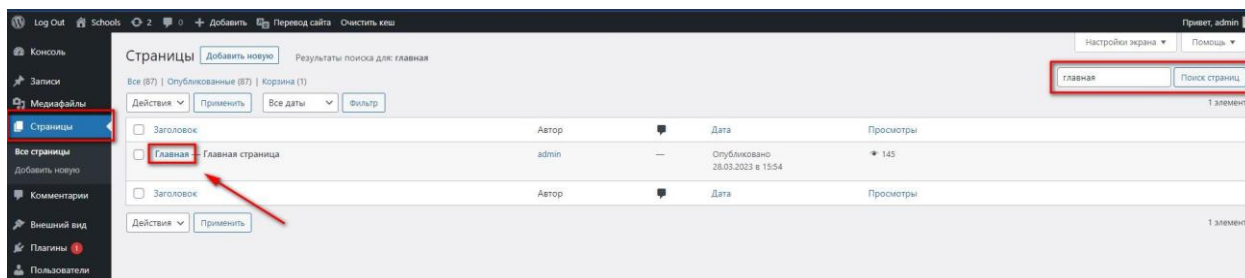 Log Out Schools 2 0 + Добавить Перевод сайта Очистить кеш Привет, admin
Консоль
Записи
Медиафайлы
Страницы
Все страницы
Добавить новую
Комментарии
Внешний вид
Плагины 1
Пользователи
Настройки экрана ▼ Помощь ▼
Страницы Добавить новую Результаты поиска для: главная
Все (87) | Опубликованные (87) | Корзина (1)
главная Поиск страниц
Действия Применить Все даты Фильтр 1 элемент
Заголовок Автор Дата Просмотры
Главная — Главная страница admin — Опубликовано 145
28.03.2023 в 15:54
Заголовок Автор Дата Просмотры
Действия Применить 1 элемент